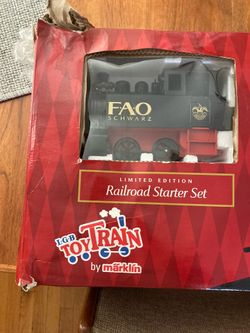 FAO
SCHWARZ
LIMITED EDITION
Railroad Starter Set
LGB
TOY TRAIN
by märklin